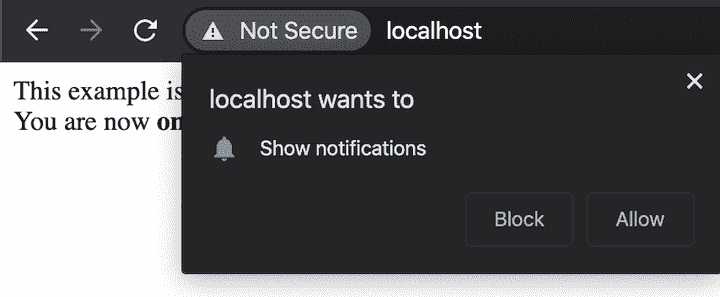 Not Secure localhost
This example is
You are now on
localhost wants to
Show notifications
Block Allow